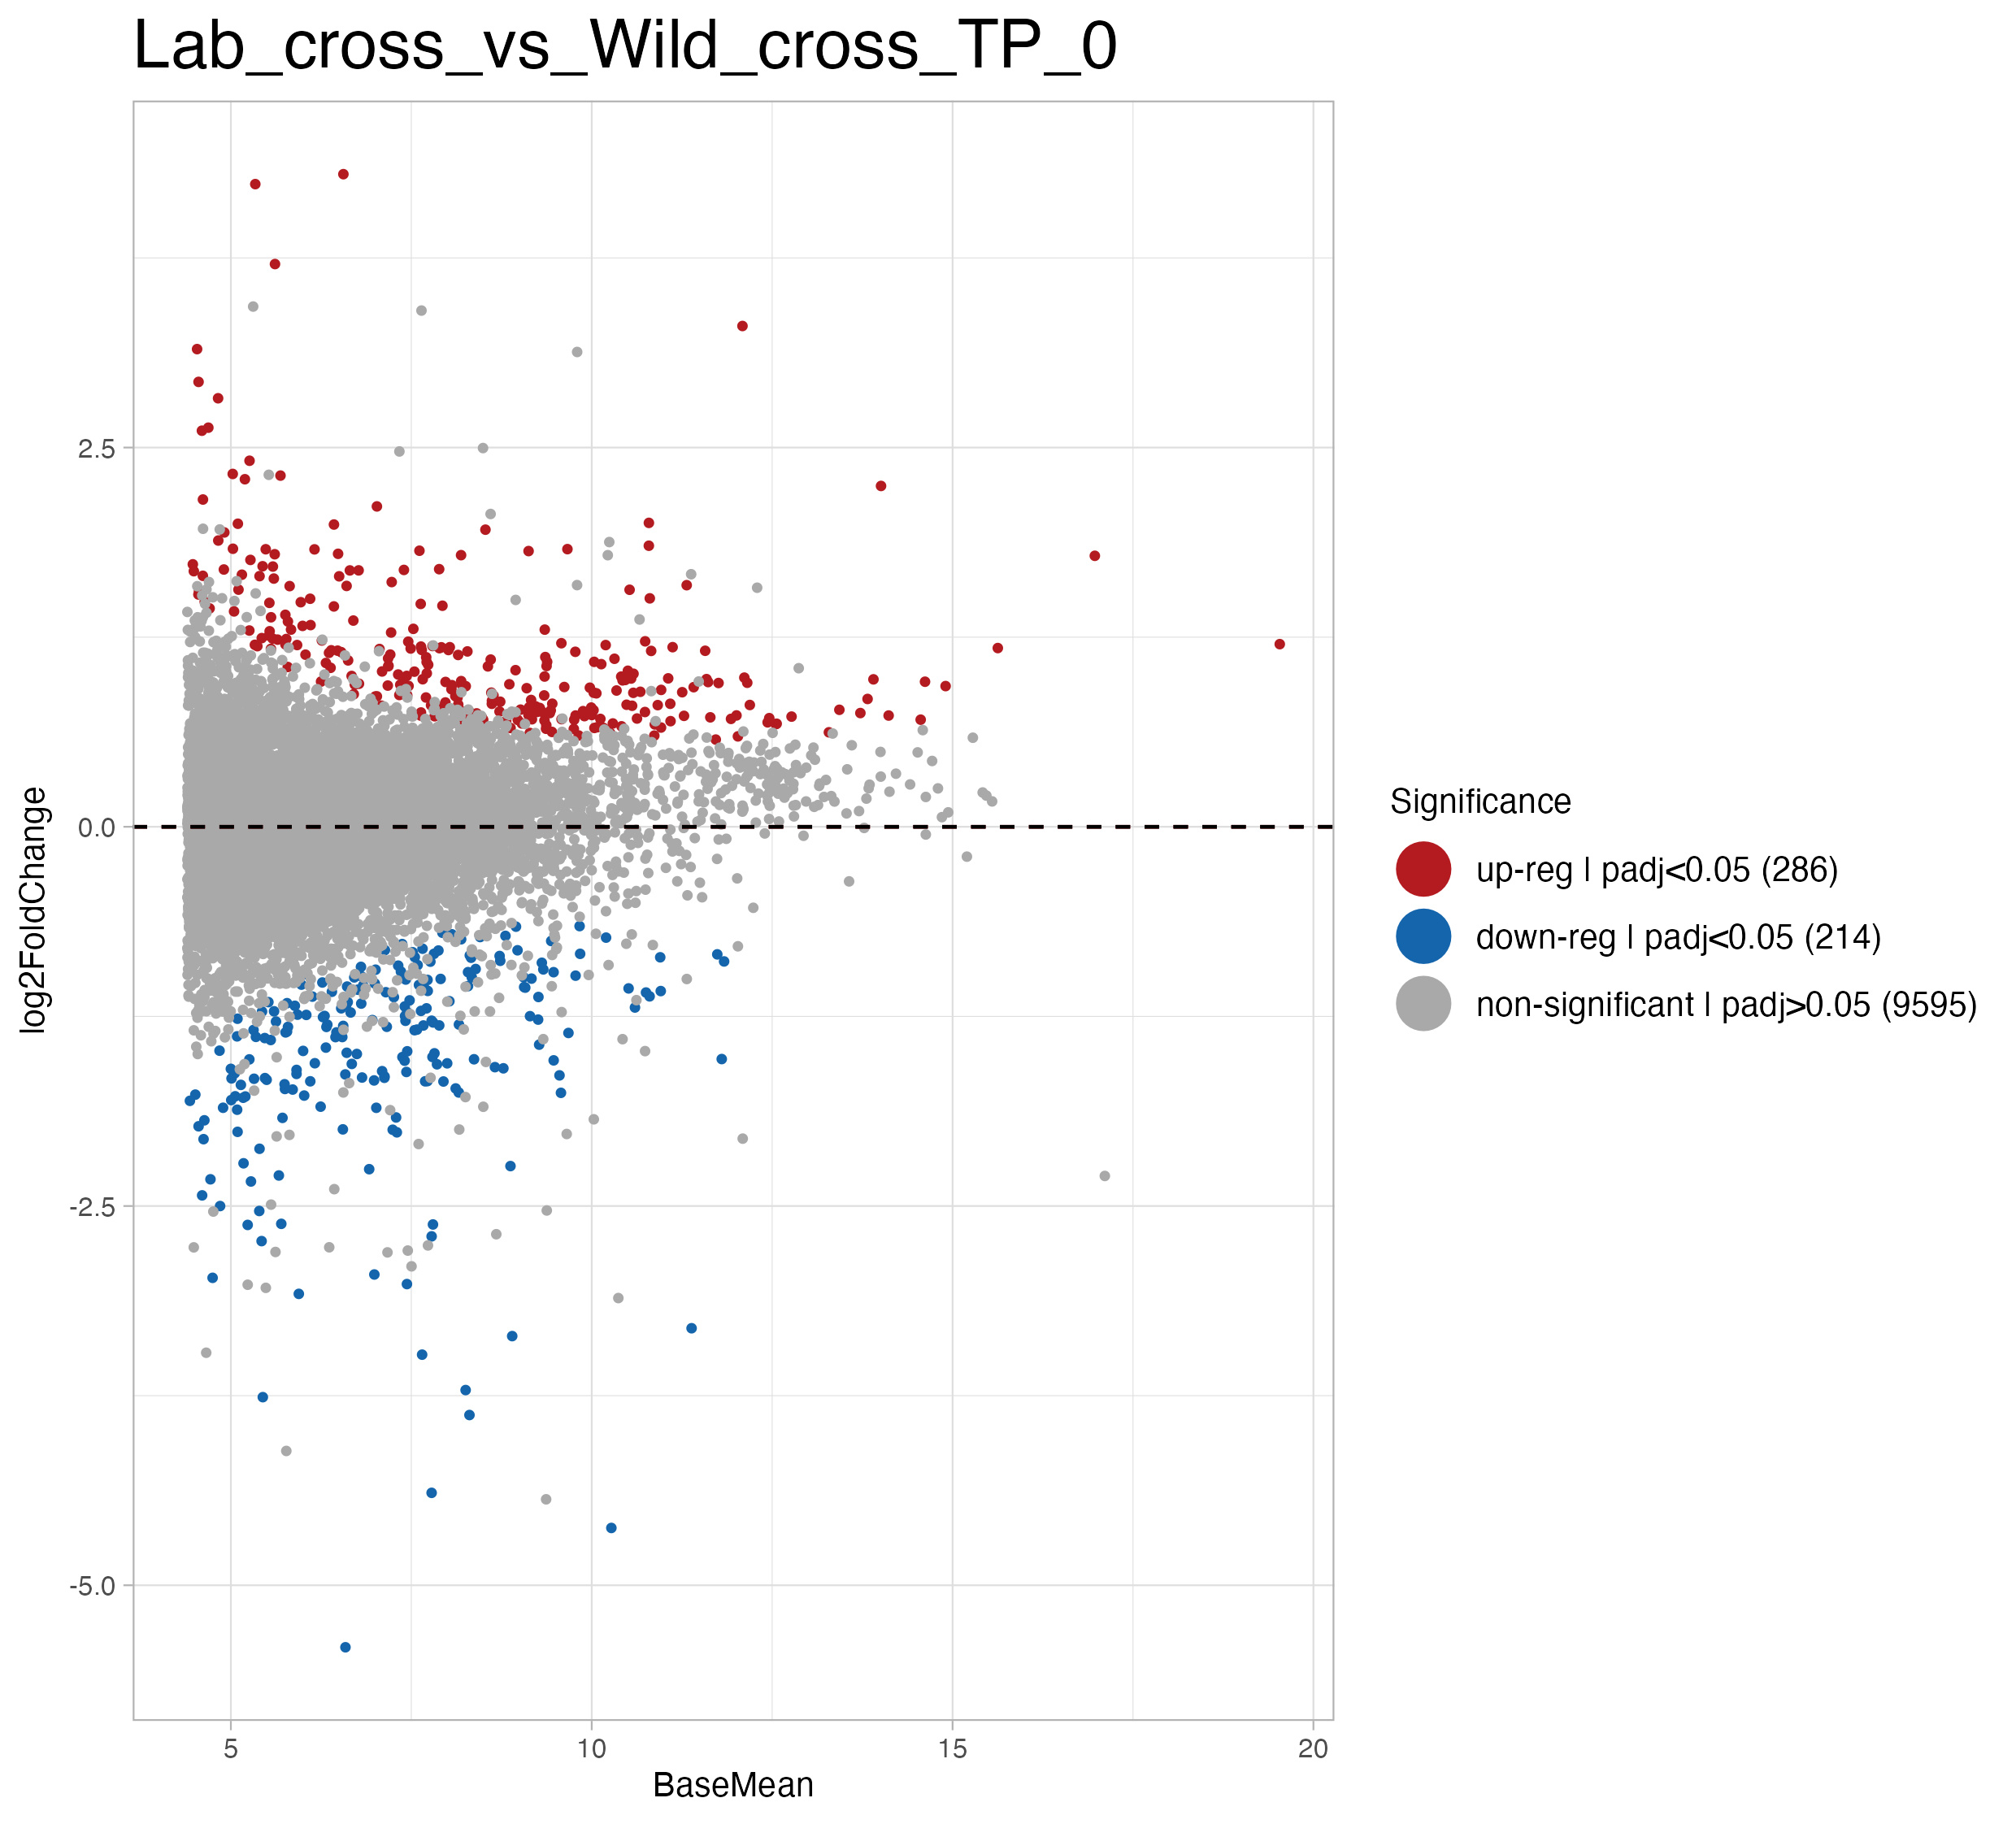 Lab_cross_vs_Wild_cross_TP_0
log2FoldChange
2.5
0.0
-2.5
-5.0
5
10
15
20
BaseMean
Significance
up-reg | padj<0.05 (286)
down-reg | padj<0.05 (214)
non-significant | padj>0.05 (9595)